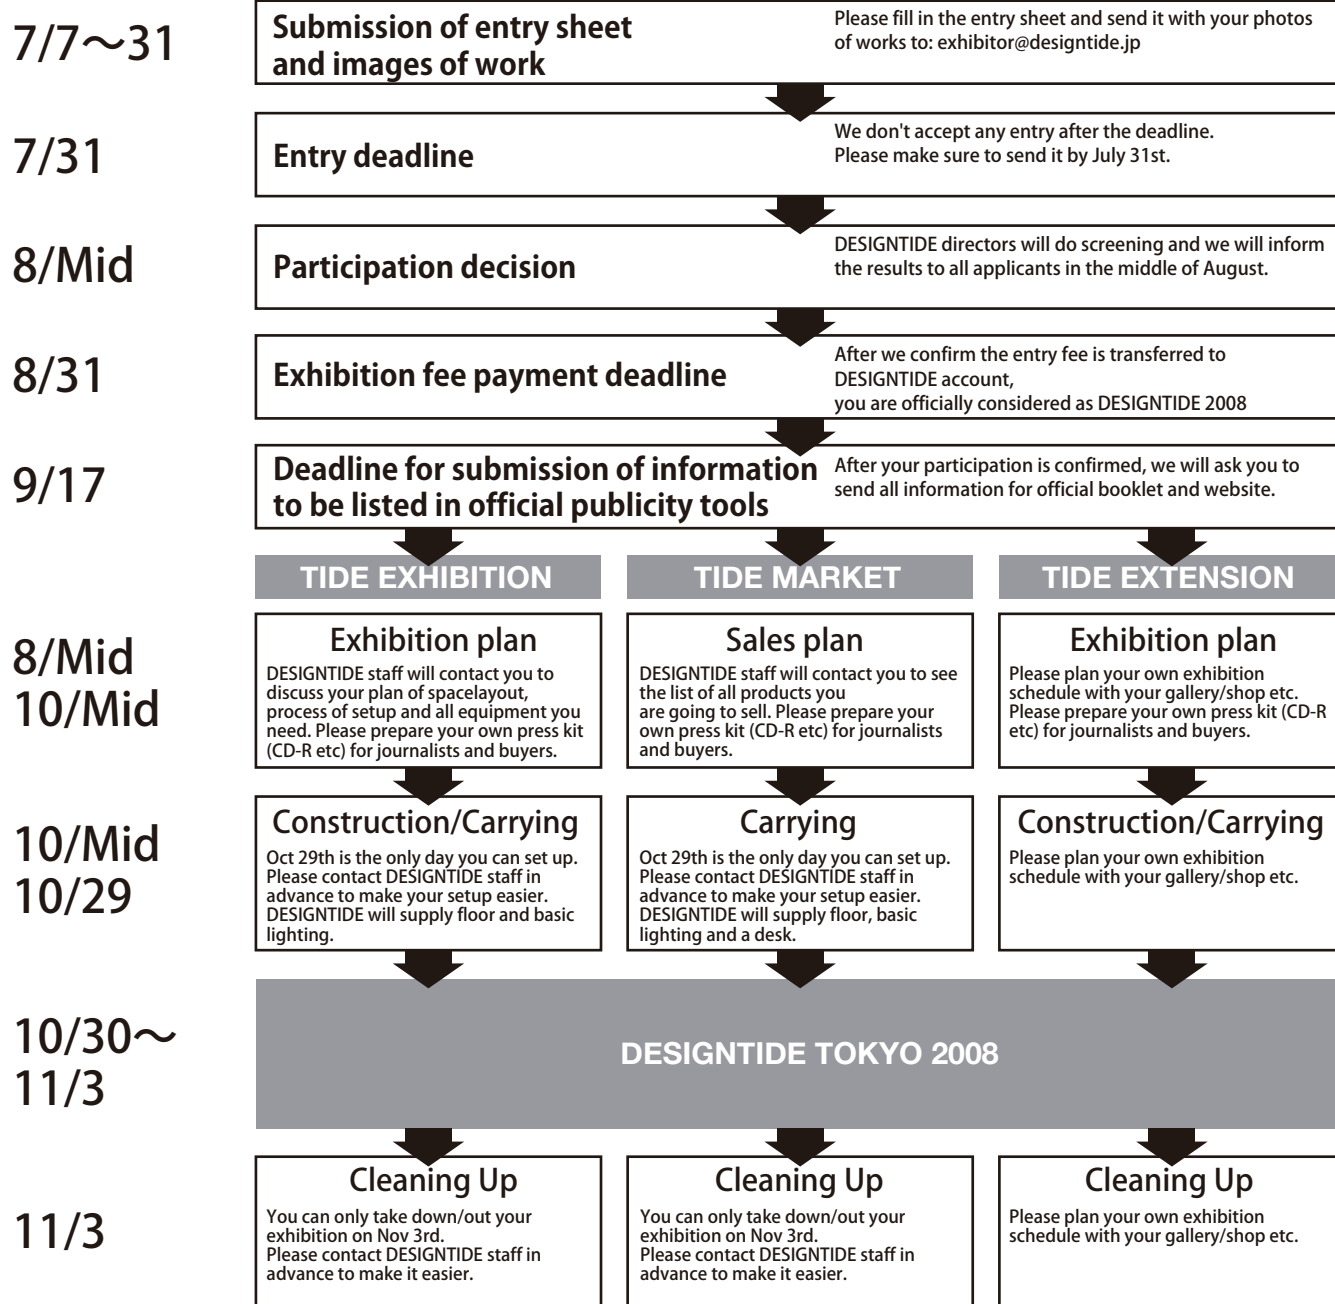 7/7～31
Submission of entry sheet
and images of work
Please fill in the entry sheet and send it with your photos
of works to: exhibitor@designtide.jp
7/31
Entry deadline
We don't accept any entry after the deadline.
Please make sure to send it by July 31st.
8/Mid
Participation decision
DESIGNTIDE directors will do screening and we will inform
the results to all applicants in the middle of August.
8/31
Exhibition fee payment deadline
After we confirm the entry fee is transferred to
DESIGNTIDE account,
you are officially considered as DESIGNTIDE 2008
9/17
Deadline for submission of information
to be listed in official publicity tools
After your participation is confirmed, we will ask you to
send all information for official booklet and website.
TIDE EXHIBITION
TIDE MARKET
TIDE EXTENSION
8/Mid
10/Mid
Exhibition plan
DESIGNTIDE staff will contact you to
discuss your plan of spacelayout,
process of setup and all equipment you
need. Please prepare your own press kit
(CD-R etc) for journalists and buyers.
Sales plan
DESIGNTIDE staff will contact you to see
the list of all products you
are going to sell. Please prepare your
own press kit (CD-R etc) for journalists
and buyers.
Exhibition plan
Please plan your own exhibition
schedule with your gallery/shop etc.
Please prepare your own press kit (CD-R
etc) for journalists and buyers.
10/Mid
10/29
Construction/Carrying
Oct 29th is the only day you can set up.
Please contact DESIGNTIDE staff in
advance to make your setup easier.
DESIGNTIDE will supply floor and basic
lighting.
Carrying
Oct 29th is the only day you can set up.
Please contact DESIGNTIDE staff in
advance to make your setup easier.
DESIGNTIDE will supply floor, basic
lighting and a desk.
Construction/Carrying
Please plan your own exhibition
schedule with your gallery/shop etc.
10/30～
11/3
DESIGNTIDE TOKYO 2008
11/3
Cleaning Up
You can only take down/out your
exhibition on Nov 3rd.
Please contact DESIGNTIDE staff in
advance to make it easier.
Cleaning Up
You can only take down/out your
exhibition on Nov 3rd.
Please contact DESIGNTIDE staff in
advance to make it easier.
Cleaning Up
Please plan your own exhibition
schedule with your gallery/shop etc.